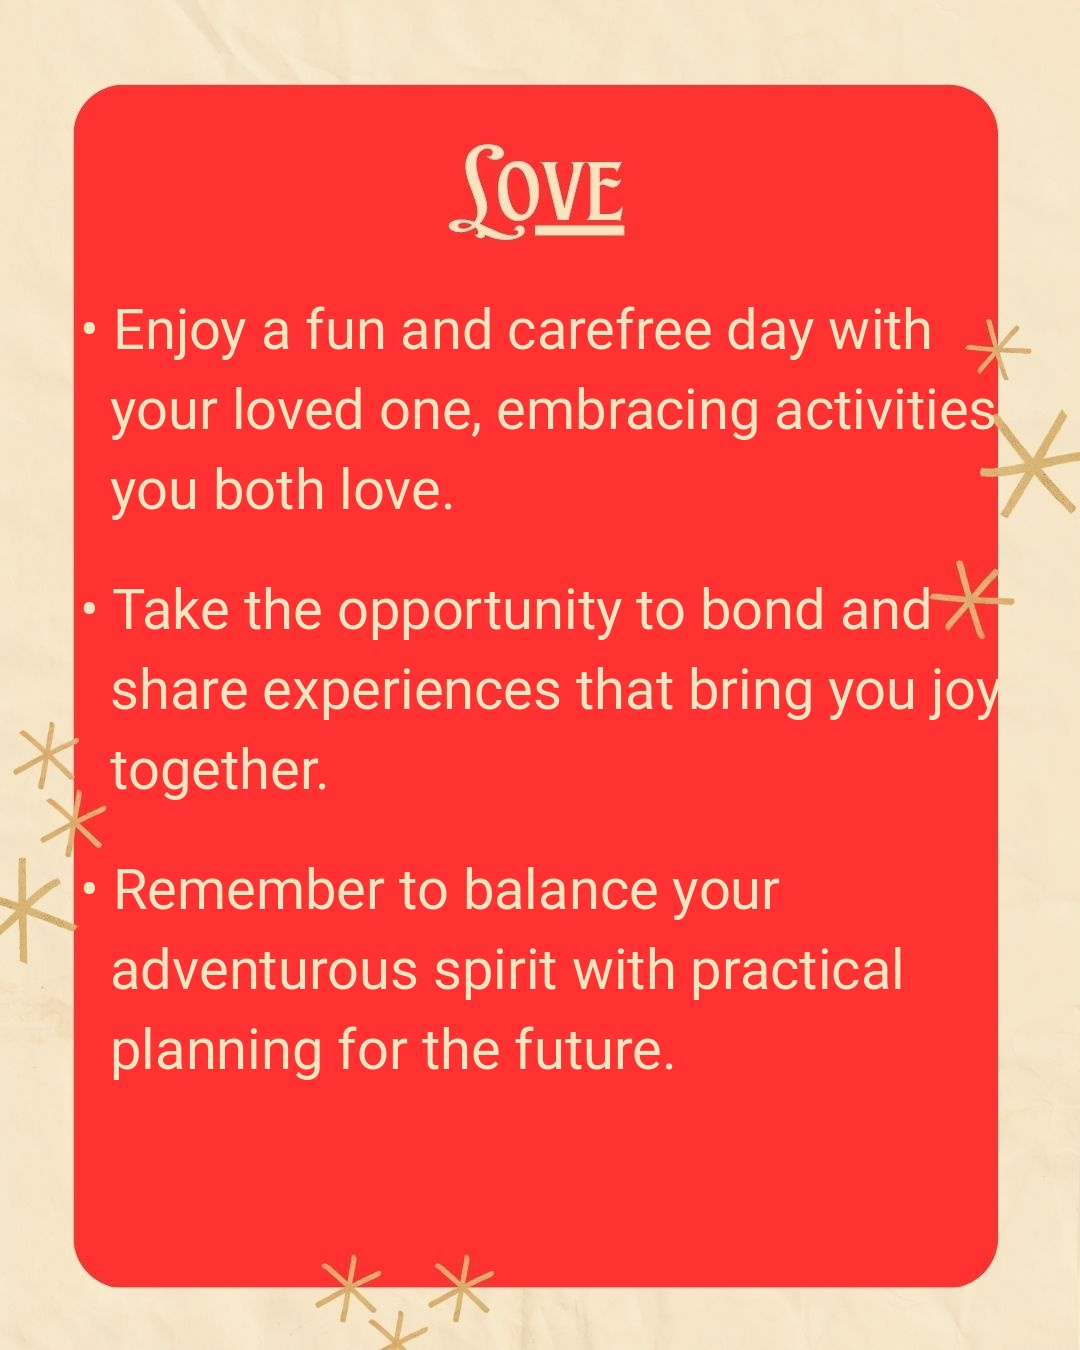 Love
• Enjoy a fun and carefree day with
your loved one, embracing activities
you both love.
• Take the opportunity to bond and
share experiences that bring you joy
together.
• Remember to balance your
adventurous spirit with practical
planning for the future.